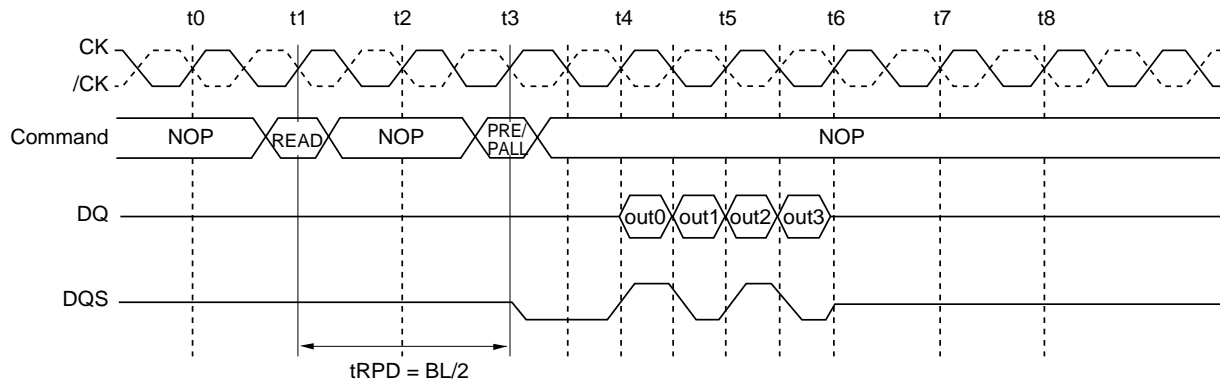 t0 t1 t2 t3 t4 t5 t6 t7 t8
CK
/CK
Command NOP READ NOP PRE/ NOP
PALL
DQ out0 out1 out2 out3
DQS
tRPD = BL/2